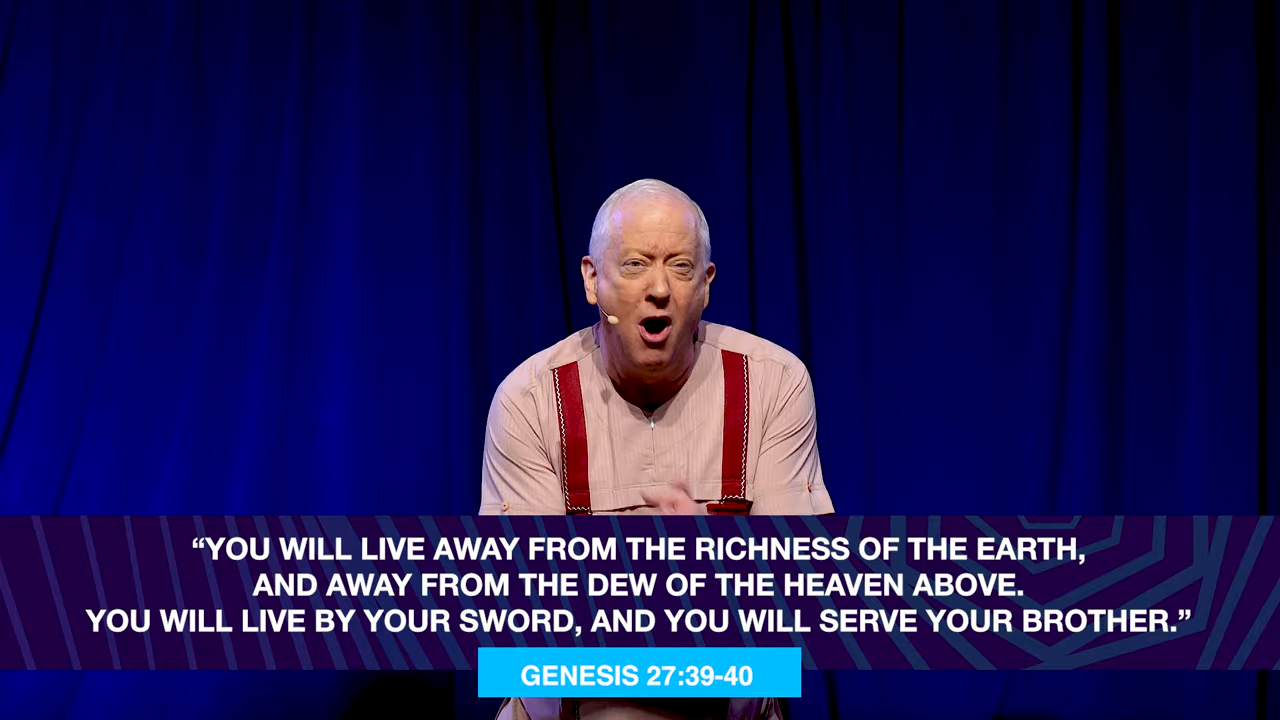 “YOU WILL LIVE AWAY FROM THE RICHNESS OF THE EARTH,
AND AWAY FROM THE DEW OF THE HEAVEN ABOVE.
YOU WILL LIVE BY YOUR SWORD, AND YOU WILL SERVE YOUR BROTHER.”
GENESIS 27:39-40